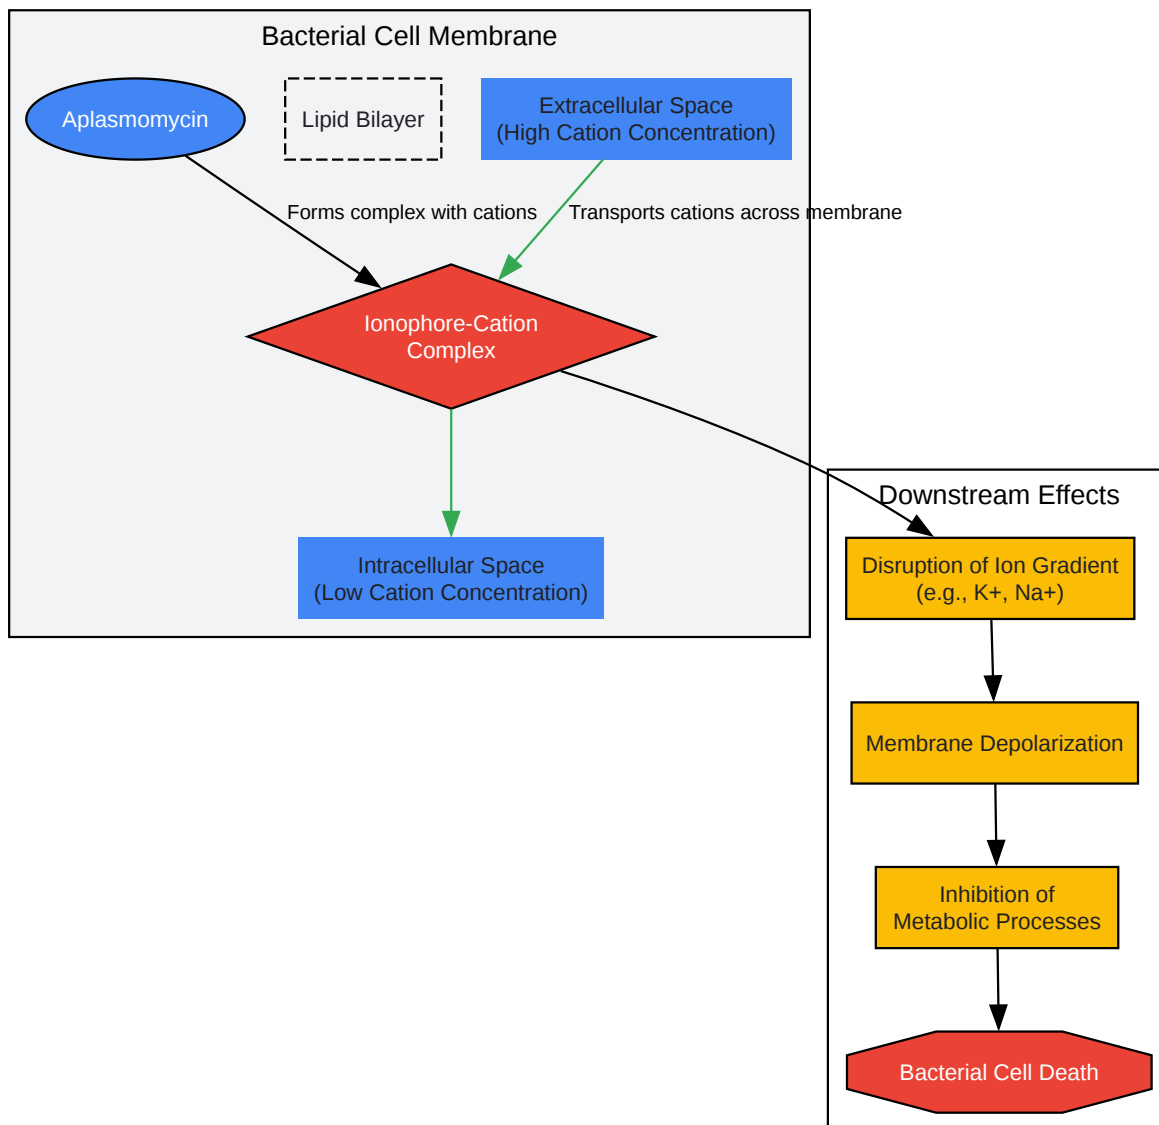 Bacterial Cell Membrane
Aplasmomycin
Lipid Bilayer
Extracellular Space
(High Cation Concentration)
Forms complex with cations
Transports cations across membrane
Ionophore-Cation
Complex
Intracellular Space
(Low Cation Concentration)
Downstream Effects
Disruption of Ion Gradient
(e.g., K+, Na+)
Membrane Depolarization
Inhibition of
Metabolic Processes
Bacterial Cell Death